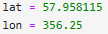 lat = 57.958115
lon = 356.25